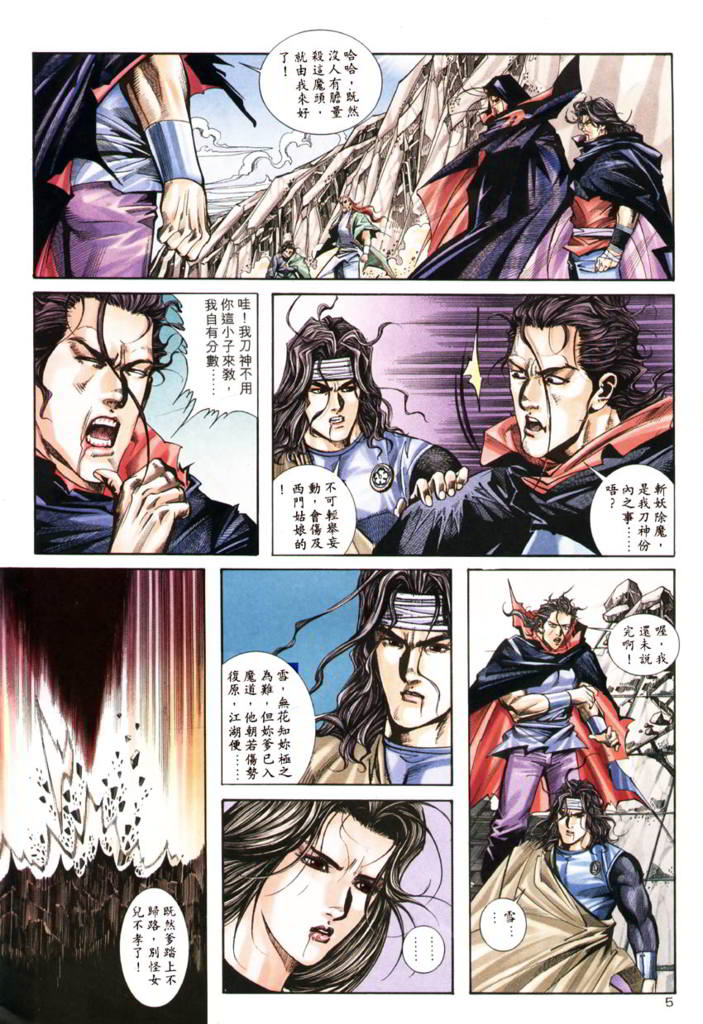 哈哈，既然
沒人有膽量
殺這魔頭，
就由我來好
了！
哇！我刀神不用
你這小子來教，
我自有分數……
斬妖除魔，
是我刀神份
內之事……
唔？
不可輕舉妄
動，會傷及
西門姑娘的
！
喔，我
還未說
完啊！
雪…
…
雪，無花知妳極之
為難，但妳爹已入
魔道，他朝若傷勢
復原，江湖便……
……
……
既然爹踏上不
歸路，別怪女
兒不孝了！
5